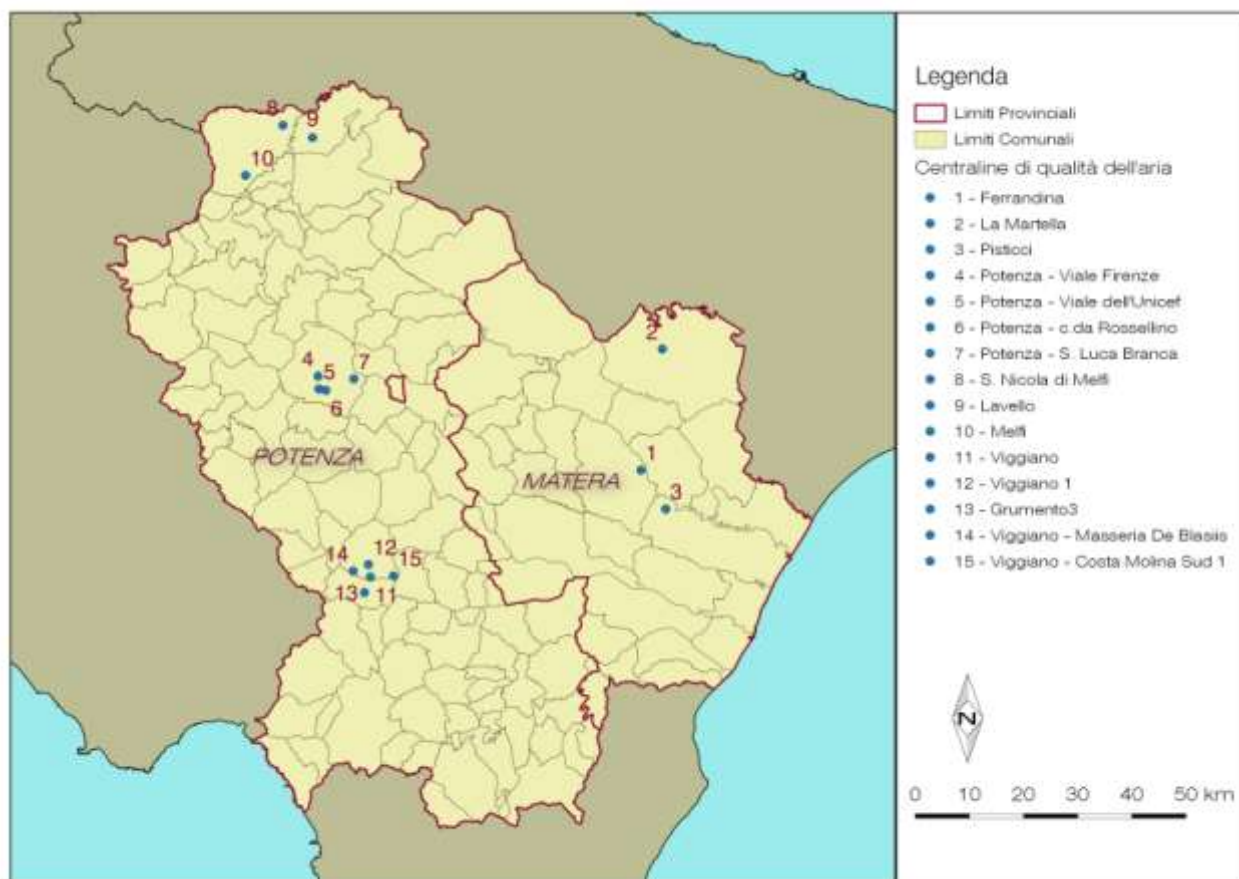 8
9
10
2
4
5
7
6
POTENZA
1
MATERA
3
12
14
15
13
11
Legenda
Limiti Provinciali
Limiti Comunali
Centraline di qualità dell'aria
1 - Ferrandina
2 - La Martella
3 - Pisticci
4 - Potenza - Viale Firenze
5 - Potenza - Viale dell'Unicef
6 - Potenza - c.da Rossellino
7 - Potenza - S. Luca Branca
8 - S. Nicola di Melfi
9 - Lavello
10 - Melfi
11 - Viggiano
12 - Viggiano 1
13 - Grumento3
14 - Viggiano - Masseria De Blasiis
15 - Viggiano - Costa Molina Sud 1
N
0 10 20 30 40 50 km